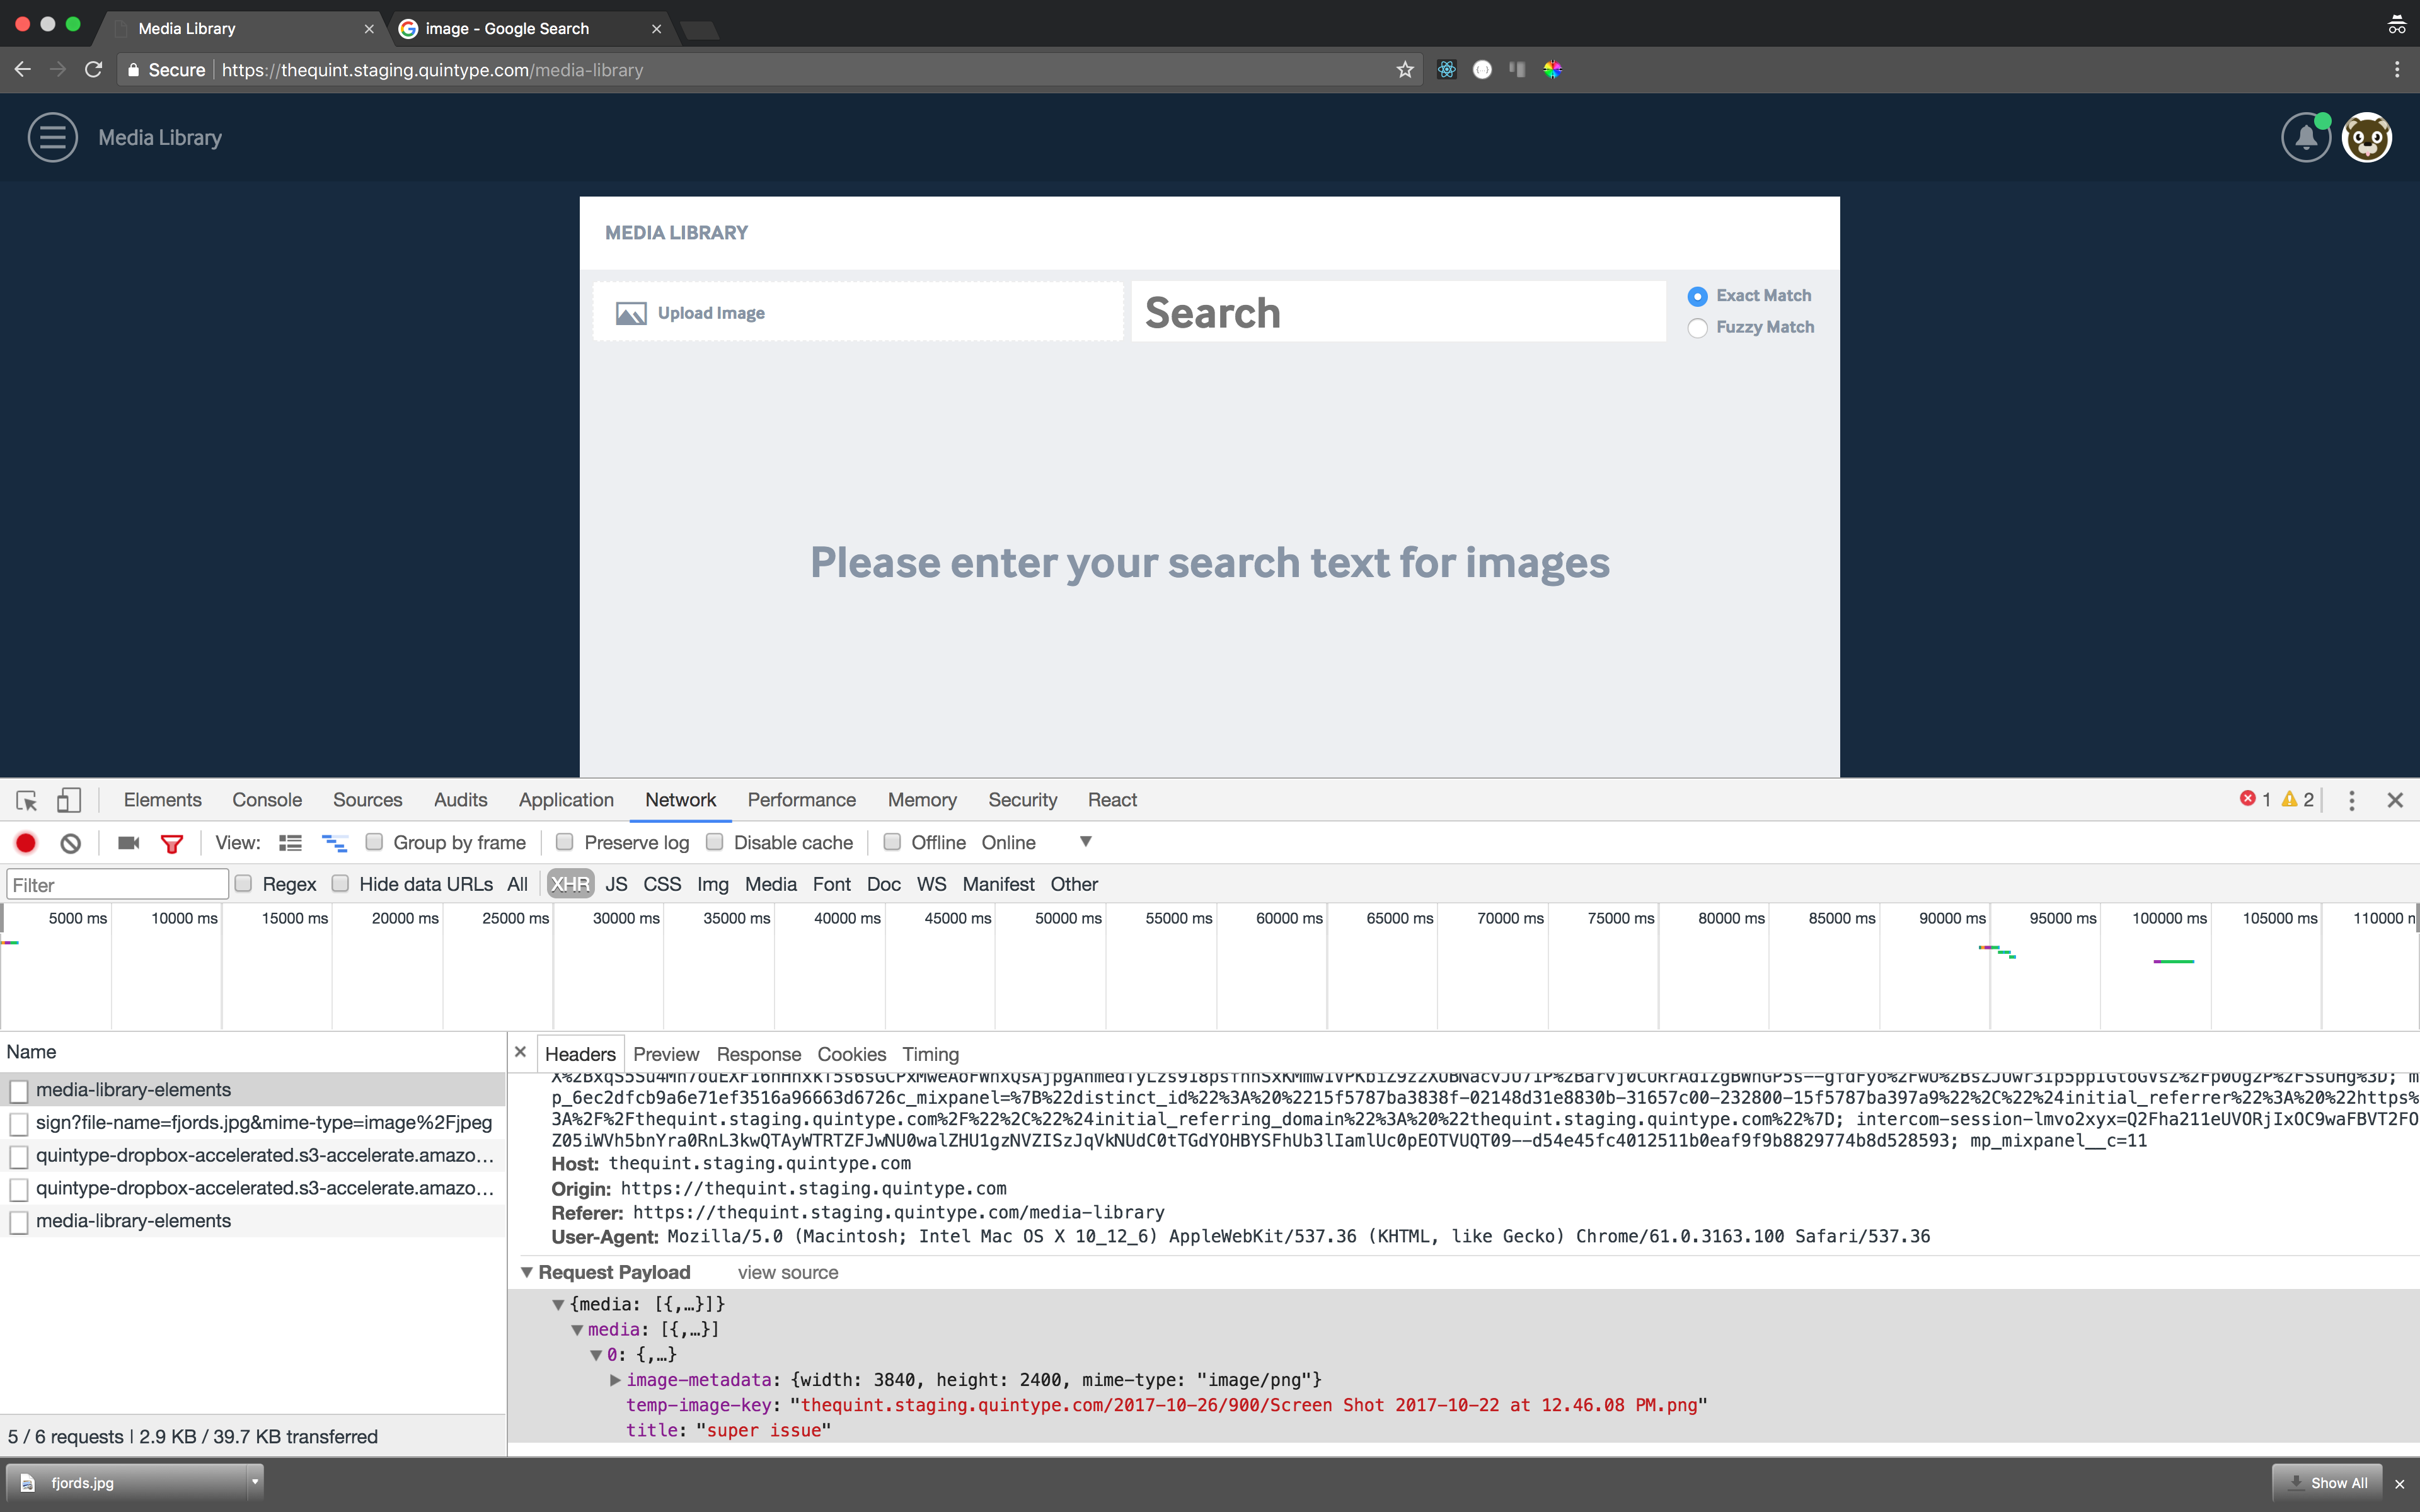 Media Library
image - Google Search
Secure
https://thequint.staging.quintype.com/media-library
Media Library
MEDIA LIBRARY
Upload Image
Search
Exact Match
Fuzzy Match
Please enter your search text for images
Elements Console Sources Audits Application Network Performance Memory Security React 1 2
View: Group by frame Preserve log Disable cache Offline Online
Filter Regex Hide data URLs All XHR JS CSS Img Media Font Doc WS Manifest Other
5000 ms 10000 ms 15000 ms 20000 ms 25000 ms 30000 ms 35000 ms 40000 ms 45000 ms 50000 ms 55000 ms 60000 ms 65000 ms 70000 ms 75000 ms 80000 ms 85000 ms 90000 ms 95000 ms 100000 ms 105000 ms 110000
Name
media-library-elements
sign?file-name=fjords.jpg&mime-type=image%2Fjpeg
quintype-dropbox-accelerated.s3-accelerate.amazo…
quintype-dropbox-accelerated.s3-accelerate.amazo…
media-library-elements
5 / 6 requests | 2.9 KB / 39.7 KB transferred
Headers Preview Response Cookies Timing
p_6ec2dfcb9a6e71ef3516a96663d6726c_mixpanel=%7B%22distinct_id%22%3A%20%2215f5787ba3838f-02148d31e8830b-31657c00-232800-15f5787ba397a9%22%2C%22%24initial_referrer%22%3A%20%22https%
3A%2F%2Fthequint.staging.quintype.com%2F%22%2C%22%24initial_referring_domain%22%3A%20%22thequint.staging.quintype.com%22%7D; intercom-session-lmvo2xyx=Q2Fha211eUVORjIxOC9waFBVT2FO
mp_mixpanel__c=11
Host: thequint.staging.quintype.com
Origin: https://thequint.staging.quintype.com
Referer: https://thequint.staging.quintype.com/media-library
User-Agent: Mozilla/5.0 (Macintosh; Intel Mac OS X 10_12_6) AppleWebKit/537.36 (KHTML, like Gecko) Chrome/61.0.3163.100 Safari/537.36
Request Payload view source
{media: [{,…}]}
media: [{,…}]
0: {,…}
image-metadata: {width: 3840, height: 2400, mime-type: "image/png"}
temp-image-key: "thequint.staging.quintype.com/2017-10-26/900/Screen Shot 2017-10-22 at 12.46.08 PM.png"
title: "super issue"
fjords.jpg
Show All